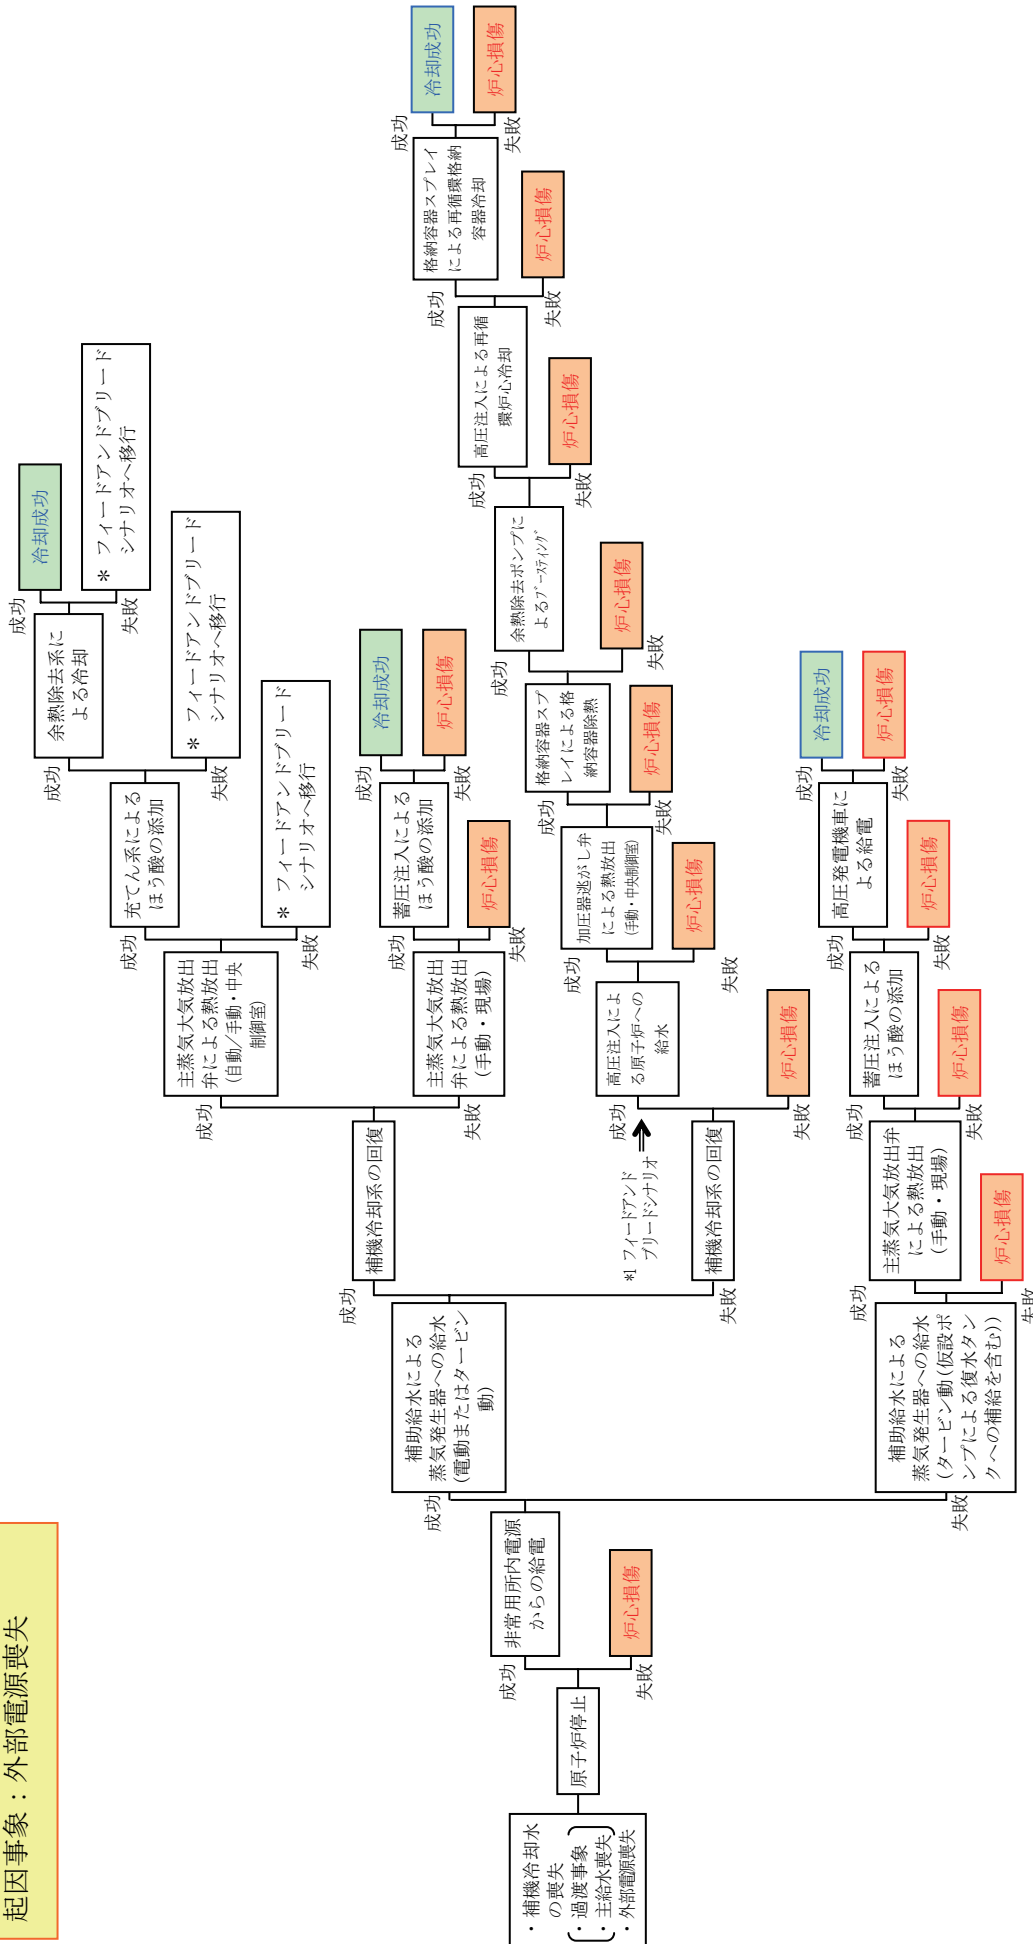 起因事象：外部電源喪失
・補機冷却水
の喪失
・過渡事象
・主給水喪失
・外部電源喪失
原子炉停止
成功
失敗
炉心損傷
非常用所内電源
からの給電
成功
失敗
補助給水による
蒸気発生器への給水
(電動またはタービン
動)
成功
失敗
補機冷却系の回復
成功
失敗
主蒸気大気放出
弁による熱放出
(自動／手動・中央
制御室)
成功
失敗
＊ フィードアンドブリード
シナリオへ移行
充てん系による
ほう酸の添加
成功
失敗
＊ フィードアンドブリード
シナリオへ移行
余熱除去系に
よる冷却
成功
失敗
冷却成功
＊ フィードアンドブリード
シナリオへ移行
主蒸気大気放出
弁による熱放出
(手動・現場)
成功
失敗
炉心損傷
蓄圧注入による
ほう酸の添加
成功
失敗
冷却成功
炉心損傷
補機冷却系の回復
成功
失敗
炉心損傷
*1 フィードアンド
ブリードシナリオ
高圧注入によ
る原子炉への
給水
成功
失敗
炉心損傷
加圧器逃がし弁
による熱放出
(手動・中央制御室)
成功
失敗
炉心損傷
格納容器スプ
レイによる格
納容器除熱
成功
失敗
炉心損傷
余熱除去ポンプに
よるブースティング
成功
失敗
炉心損傷
高圧注入による再循
環炉心冷却
成功
失敗
炉心損傷
格納容器スプレイ
による再循環格納
容器冷却
成功
失敗
冷却成功
炉心損傷
補助給水による
蒸気発生器への給水
(タービン動(仮設ポ
ンプによる復水タン
クへの補給を含む))
成功
失敗
炉心損傷
主蒸気大気放出弁
による熱放出
(手動・現場)
成功
失敗
炉心損傷
蓄圧注入による
ほう酸の添加
成功
失敗
炉心損傷
高圧発電機車に
よる給電
成功
失敗
冷却成功
炉心損傷